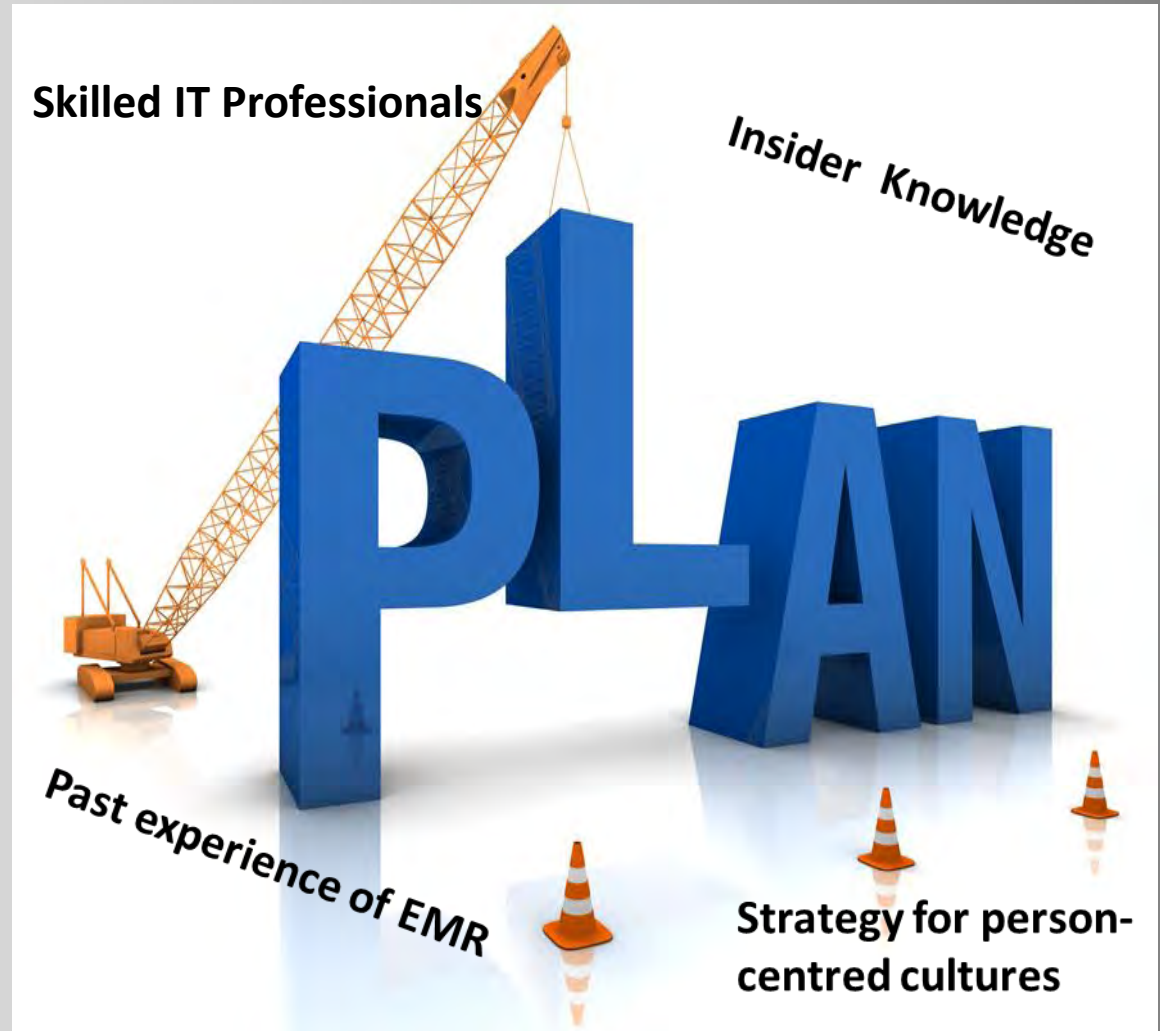 Skilled IT Professionals
Insider Knowledge
PLAN
Past experience of EMR
Strategy for person-
centred cultures